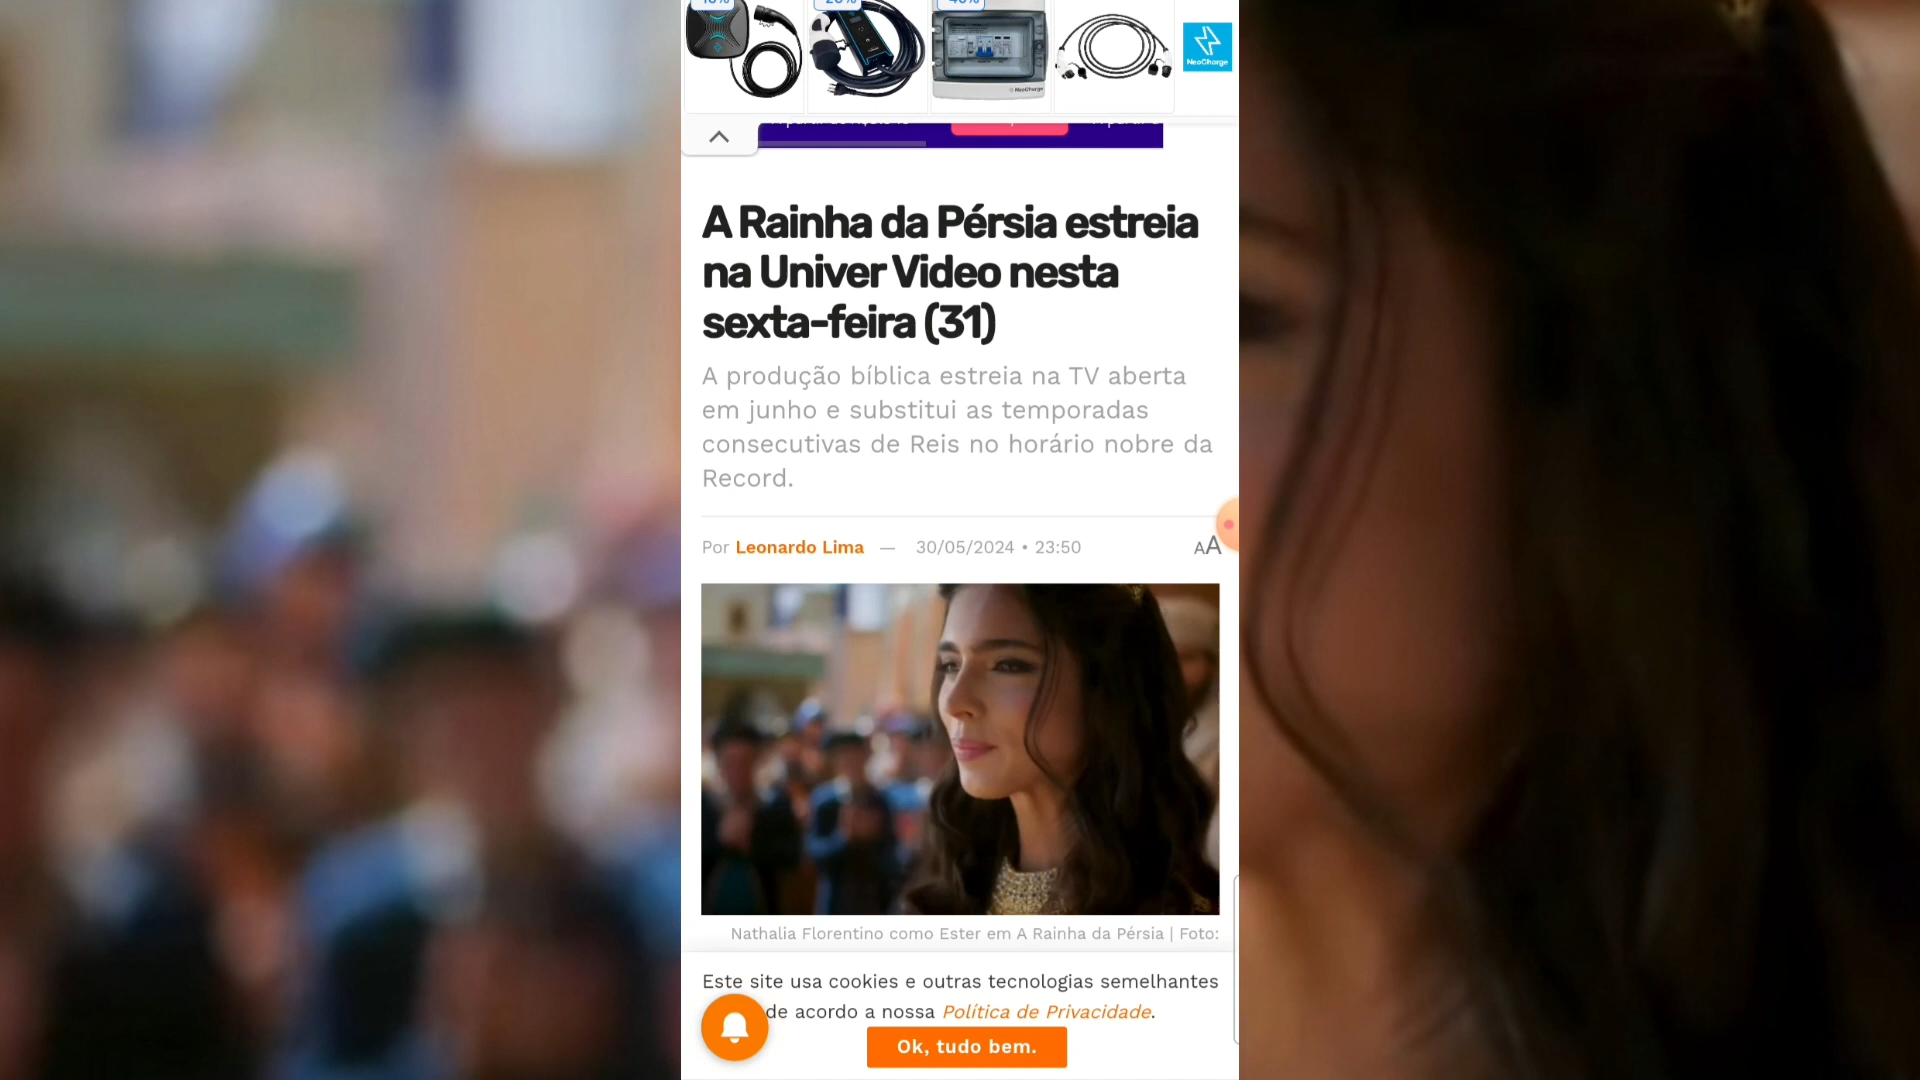 NeoCharge
NeoCharge
A Rainha da Pérsia estreia
na Univer Video nesta
sexta-feira (31)
A produção bíblica estreia na TV aberta
em junho e substitui as temporadas
consecutivas de Reis no horário nobre da
Record.
Por Leonardo Lima — 30/05/2024 • 23:50
AA
Nathalia Florentino como Ester em A Rainha da Pérsia | Foto:
Este site usa cookies e outras tecnologias semelhantes
de acordo a nossa Política de Privacidade.
Ok, tudo bem.